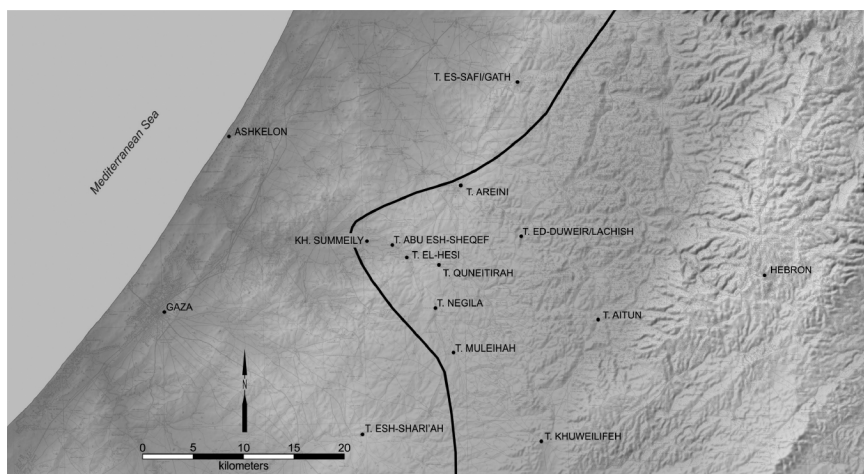 T. ES-SAFI/GATH
Mediterranean Sea
ASHKELON
T. AREINI
KH. SUMMEILY
T. ABU ESH-SHEQEF
T. ED-DUWEIR/LACHISH
T. EL-HESI
T. QUNEITIRAH
HEBRON
GAZA
T. NEGILA
T. AITUN
T. MULEIHAH
N
T. ESH-SHARI'AH
T. KHUWEILIFEH
0 5 10 15 20
kilometers